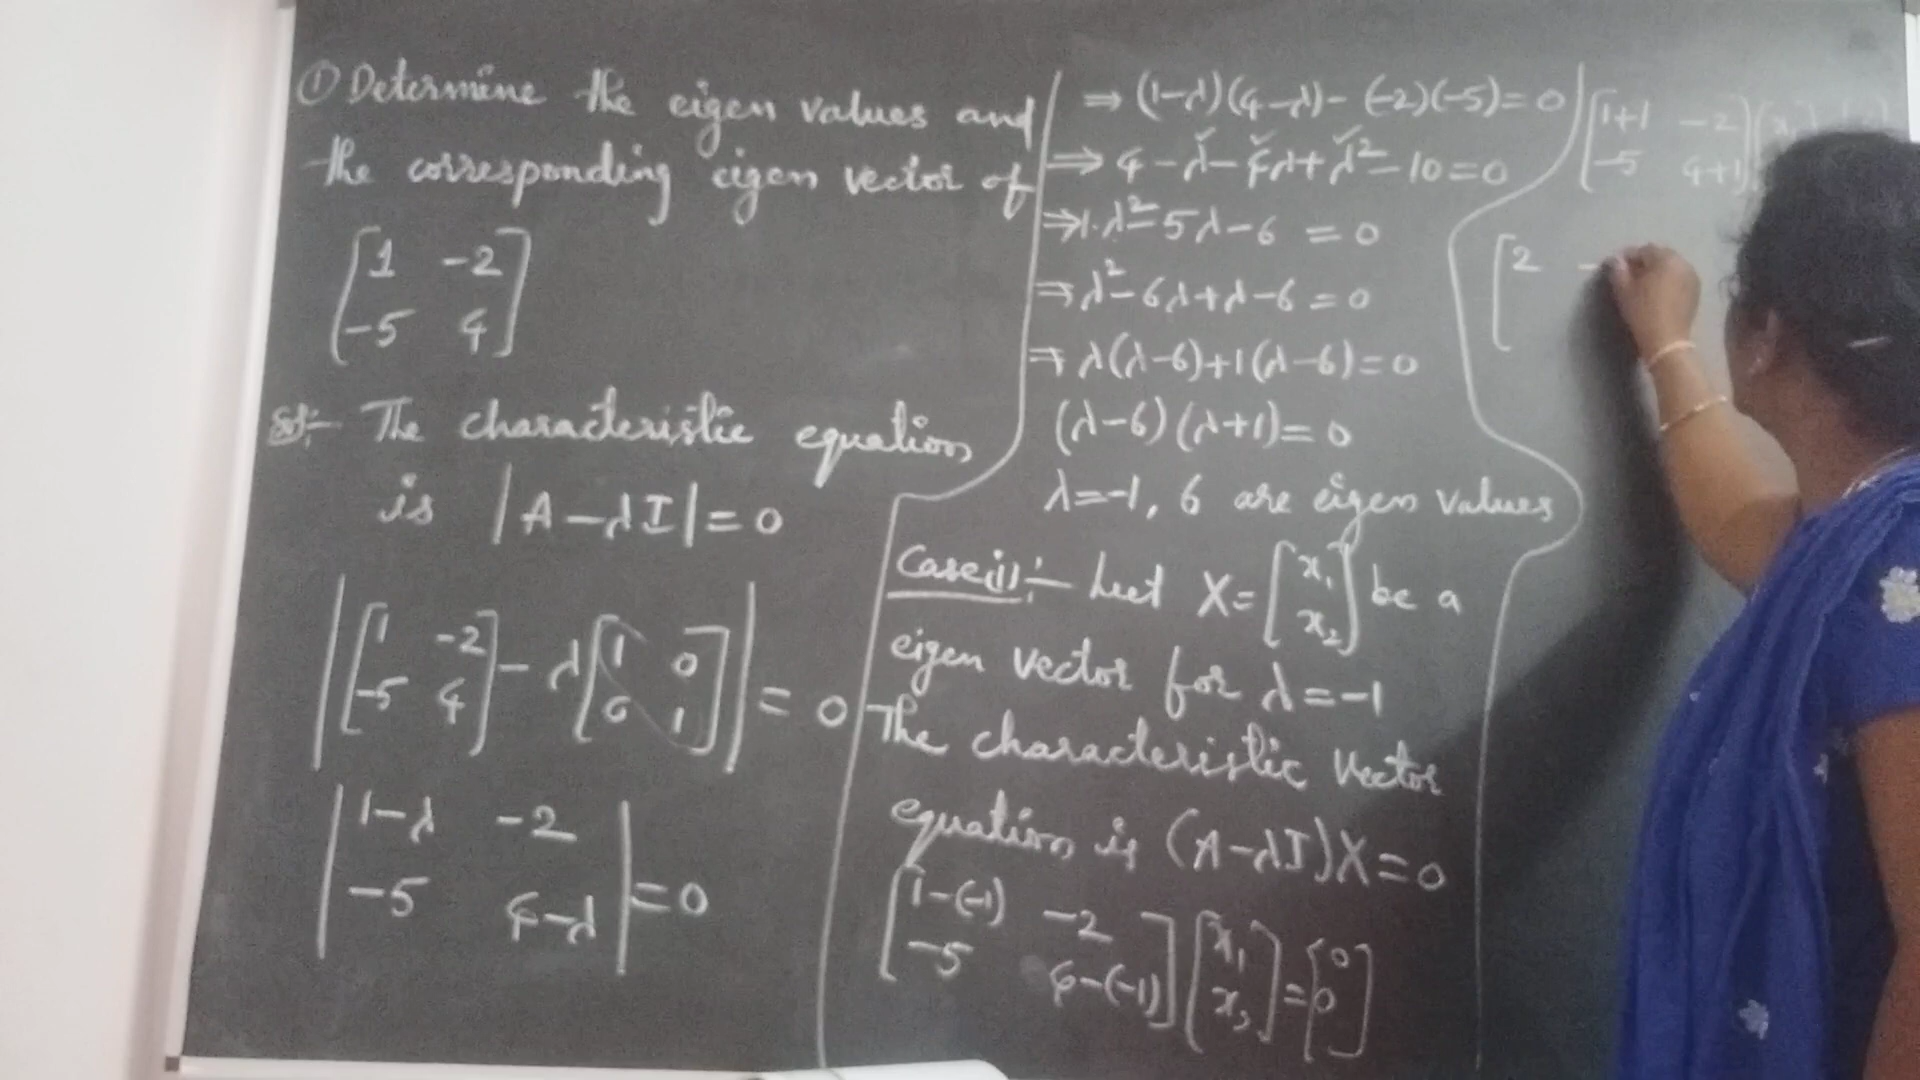 ① Determine the eigen values and
the corresponding eigen vector of
[1 -2
-5 4]
Sol:- The characteristic equation
is |A-λI|=0
|[1 -2
-5 4] - λ[1 0
0 1]| = 0
|1-λ -2
-5 4-λ| = 0
⇒ (1-λ)(4-λ) - (-2)(-5) = 0
⇒ 4 - λ - 4λ + λ² - 10 = 0
⇒ 1.λ² - 5λ - 6 = 0
⇒ λ² - 6λ + λ - 6 = 0
⇒ λ(λ-6) + 1(λ-6) = 0
(λ-6)(λ+1) = 0
λ = -1, 6 are eigen values
Case(i):- Let X = [x₁
x₂] be a
eigen vector for λ = -1
The characteristic vector
equation is (A-λI)X = 0
[1-(-1) -2
-5 4-(-1)] [x₁
x₂] = [0
0]
[1+1 -2
-5 4+1]
[2 -